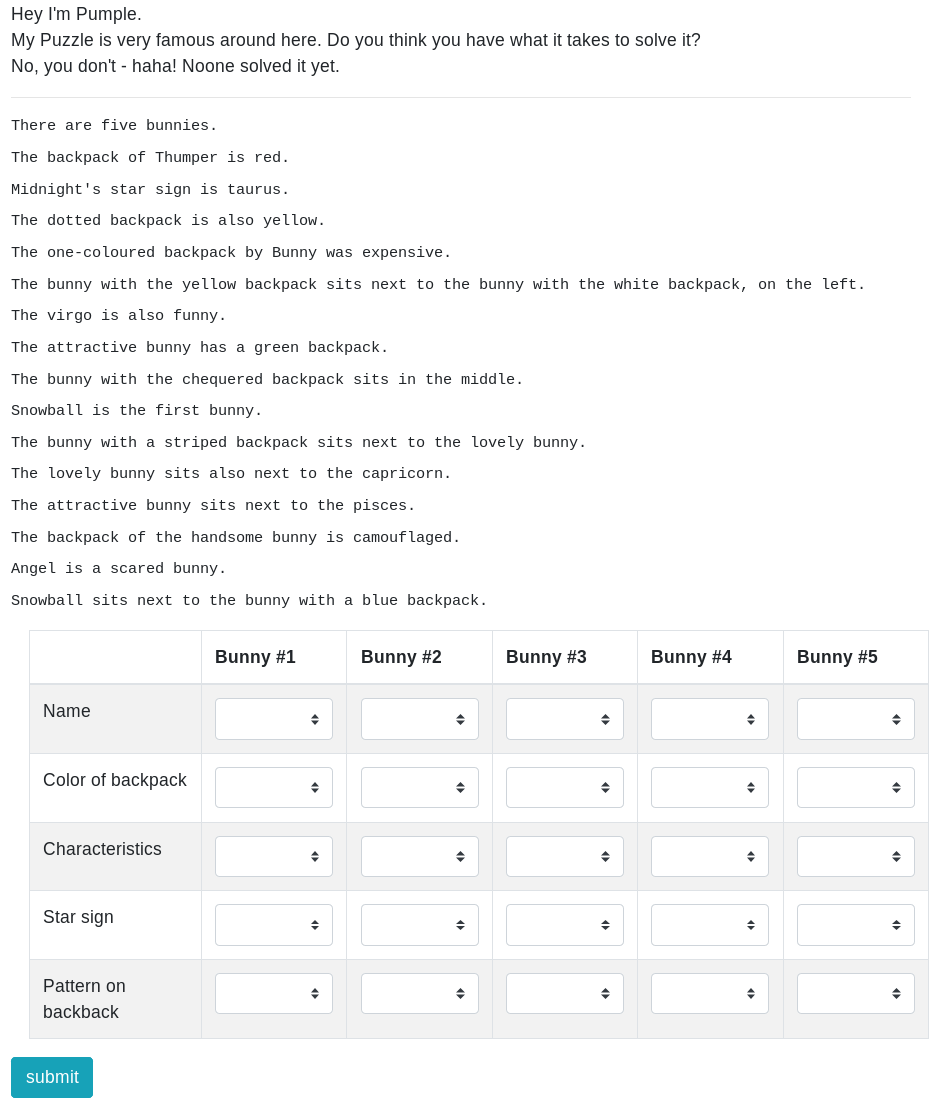 Hey I'm Pumple.
My Puzzle is very famous around here. Do you think you have what it takes to solve it?
No, you don't - haha! Noone solved it yet.
There are five bunnies.
The backpack of Thumper is red.
Midnight's star sign is taurus.
The dotted backpack is also yellow.
The one-coloured backpack by Bunny was expensive.
The bunny with the yellow backpack sits next to the bunny with the white backpack, on the left.
The virgo is also funny.
The attractive bunny has a green backpack.
The bunny with the chequered backpack sits in the middle.
Snowball is the first bunny.
The bunny with a striped backpack sits next to the lovely bunny.
The lovely bunny sits also next to the capricorn.
The attractive bunny sits next to the pisces.
The backpack of the handsome bunny is camouflaged.
Angel is a scared bunny.
Snowball sits next to the bunny with a blue backpack.
Bunny #1 Bunny #2 Bunny #3 Bunny #4 Bunny #5
Name
Color of backpack
Characteristics
Star sign
Pattern on
backback
submit